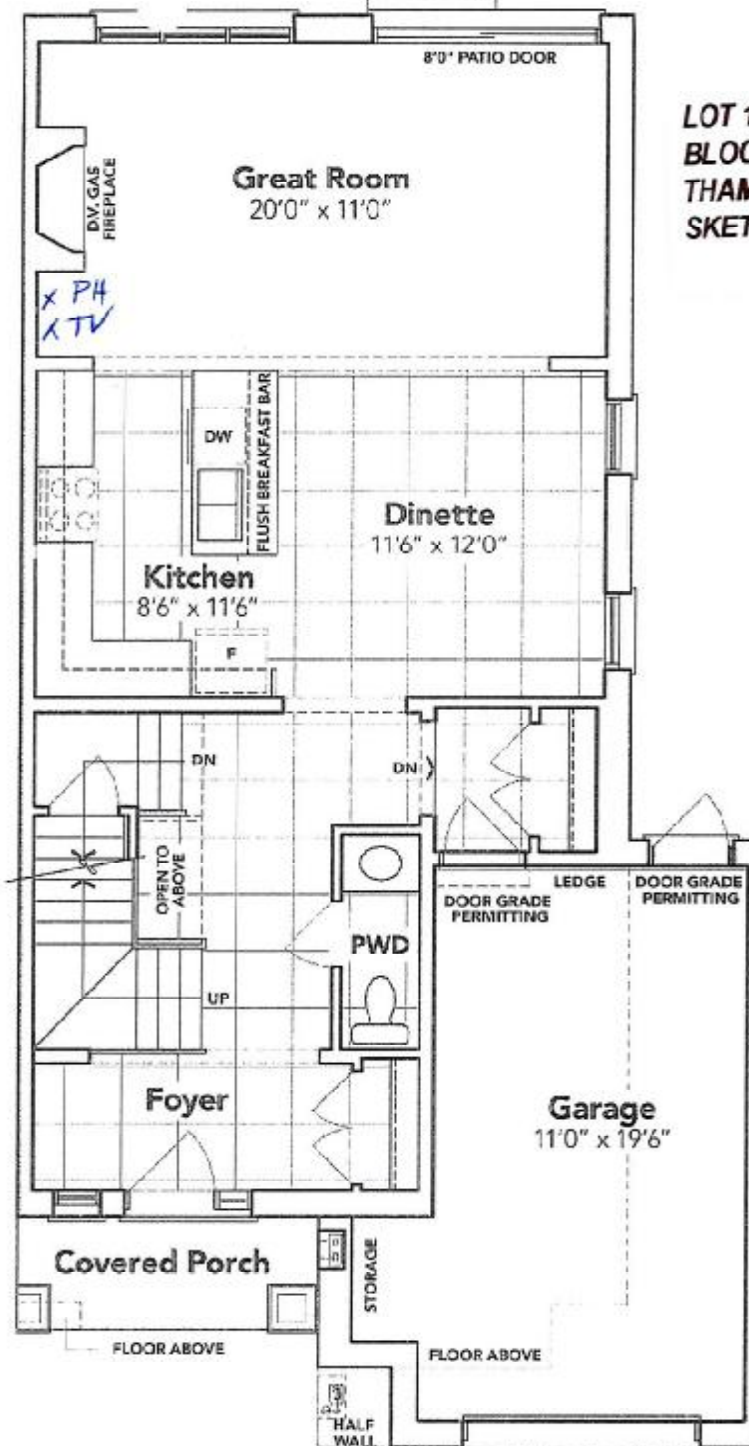 8'0" PATIO DOOR
LOT 1
BLOC
THAM
SKET
Great Room
20'0" x 11'0"
D.V. GAS
FIREPLACE
x PH
x TV
DW
FLUSH BREAKFAST BAR
Dinette
11'6" x 12'0"
Kitchen
8'6" x 11'6"
F
DN
DN
OPEN TO
ABOVE
DOOR GRADE
PERMITTING
LEDGE
DOOR GRADE
PERMITTING
PWD
UP
Foyer
Garage
11'0" x 19'6"
Covered Porch
STORAGE
FLOOR ABOVE
FLOOR ABOVE
HALF
WALL